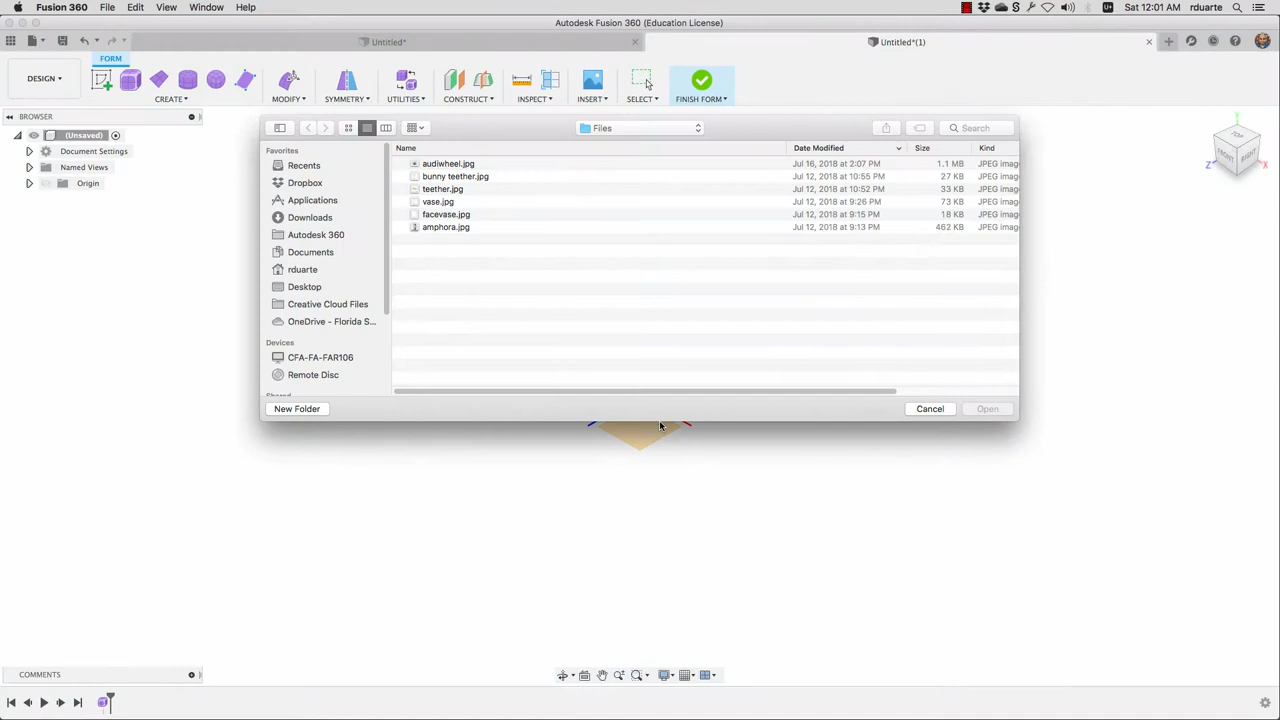 Fusion 360 File Edit View Window Help Sat 12:01 AM rduarte
Autodesk Fusion 360 (Education License)
Untitled* Untitled*(1)
FORM
DESIGN
CREATE MODIFY SYMMETRY UTILITIES CONSTRUCT INSPECT INSERT SELECT FINISH FORM
BROWSER
(Unsaved)
Document Settings
Named Views
Origin
Files
Search
Favorites
Recents
Dropbox
Applications
Downloads
Autodesk 360
Documents
rduarte
Desktop
Creative Cloud Files
OneDrive - Florida S...
Devices
CFA-FA-FAR106
Remote Disc
Name Date Modified Size Kind
audiwheel.jpg Jul 16, 2018 at 2:07 PM 1.1 MB JPEG imag
bunny teether.jpg Jul 12, 2018 at 10:55 PM 27 KB JPEG imag
teether.jpg Jul 12, 2018 at 10:52 PM 33 KB JPEG imag
vase.jpg Jul 12, 2018 at 9:26 PM 73 KB JPEG imag
facevase.jpg Jul 12, 2018 at 9:15 PM 18 KB JPEG imag
amphora.jpg Jul 12, 2018 at 9:13 PM 462 KB JPEG imag
New Folder Cancel Open
Y
TOP
FRONT RIGHT
Z X
COMMENTS